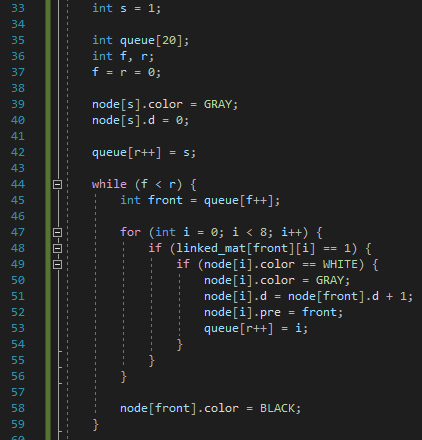 33 int s = 1;
34
35 int queue[20];
36 int f, r;
37 f = r = 0;
38
39 node[s].color = GRAY;
40 node[s].d = 0;
41
42 queue[r++] = s;
43
44 while (f < r) {
45 int front = queue[f++];
46
47 for (int i = 0; i < 8; i++) {
48 if (linked_mat[front][i] == 1) {
49 if (node[i].color == WHITE) {
50 node[i].color = GRAY;
51 node[i].d = node[front].d + 1;
52 node[i].pre = front;
53 queue[r++] = i;
54 }
55 }
56 }
57
58 node[front].color = BLACK;
59 }